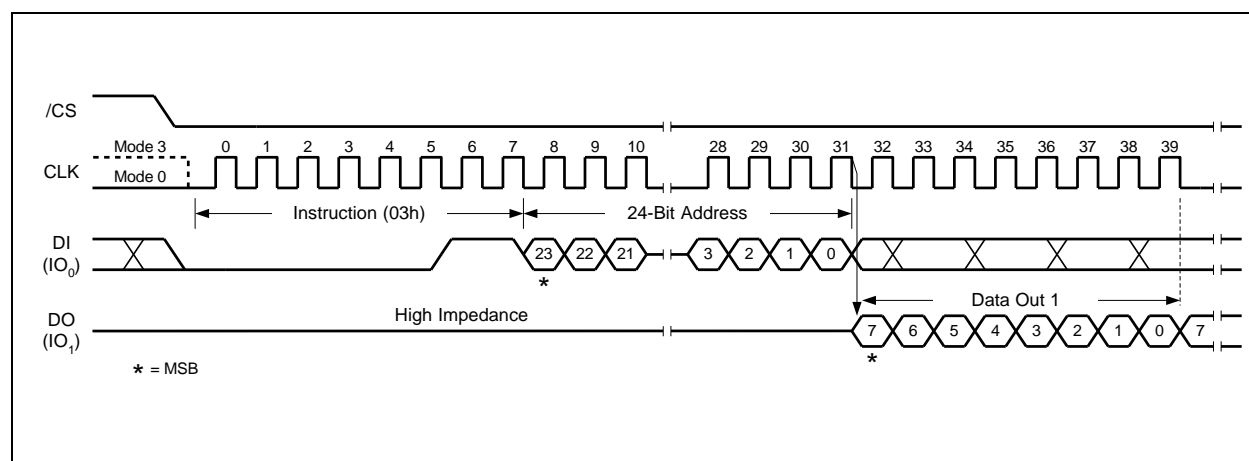 /CS
Mode 3 0 1 2 3 4 5 6 7 8 9 10 28 29 30 31 32 33 34 35 36 37 38 39
CLK
Mode 0
Instruction (03h) 24-Bit Address
DI
(IO0)
23 22 21 3 2 1 0
*
Data Out 1
High Impedance
DO
(IO1)
7 6 5 4 3 2 1 0 7
*
* = MSB